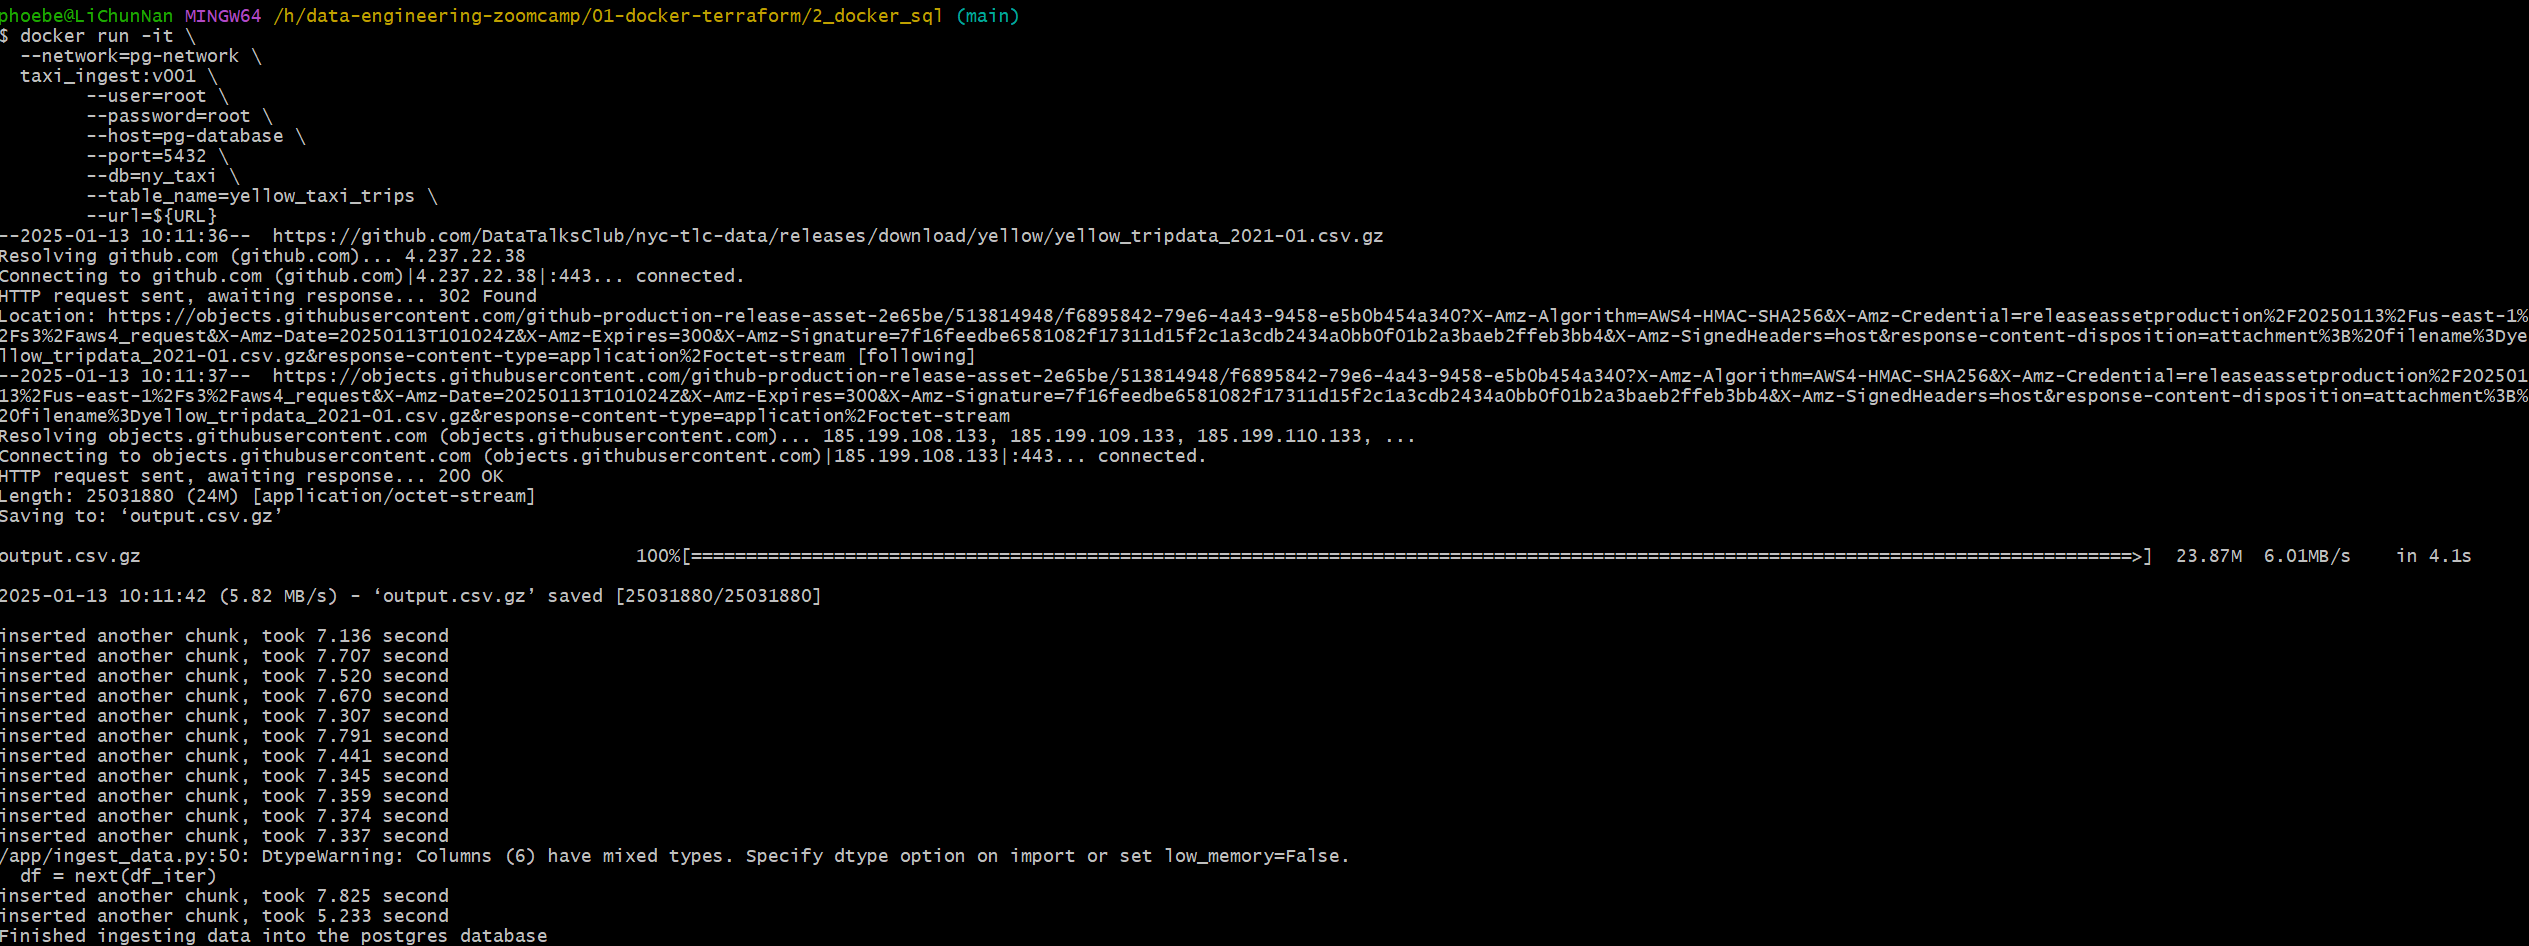 phoebe@LiChunNan MINGW64 /h/data-engineering-zoomcamp/01-docker-terraform/2_docker_sql (main)
$ docker run -it \
  --network=pg-network \
  taxi_ingest:v001 \
        --user=root \
        --password=root \
        --host=pg-database \
        --port=5432 \
        --db=ny_taxi \
        --table_name=yellow_taxi_trips \
        --url=${URL}
--2025-01-13 10:11:36--  https://github.com/DataTalksClub/nyc-tlc-data/releases/download/yellow/yellow_tripdata_2021-01.csv.gz
Resolving github.com (github.com)... 4.237.22.38
Connecting to github.com (github.com)|4.237.22.38|:443... connected.
HTTP request sent, awaiting response... 302 Found
Location: https://objects.githubusercontent.com/github-production-release-asset-2e65be/513814948/f6895842-79e6-4a43-9458-e5b0b454a340?X-Amz-Algorithm=AWS4-HMAC-SHA256&X-Amz-Credential=releaseassetproduction%2F20250113%2Fus-east-1%
2Fs3%2Faws4_request&X-Amz-Date=20250113T101024Z&X-Amz-Expires=300&X-Amz-Signature=7f16feedbe6581082f17311d15f2c1a3cdb2434a0bb0f01b2a3baeb2ffeb3bb4&X-Amz-SignedHeaders=host&response-content-disposition=attachment%3B%20filename%3Dye
llow_tripdata_2021-01.csv.gz&response-content-type=application%2Foctet-stream [following]
--2025-01-13 10:11:37--  https://objects.githubusercontent.com/github-production-release-asset-2e65be/513814948/f6895842-79e6-4a43-9458-e5b0b454a340?X-Amz-Algorithm=AWS4-HMAC-SHA256&X-Amz-Credential=releaseassetproduction%2F202501
13%2Fus-east-1%2Fs3%2Faws4_request&X-Amz-Date=20250113T101024Z&X-Amz-Expires=300&X-Amz-Signature=7f16feedbe6581082f17311d15f2c1a3cdb2434a0bb0f01b2a3baeb2ffeb3bb4&X-Amz-SignedHeaders=host&response-content-disposition=attachment%3B%
20filename%3Dyellow_tripdata_2021-01.csv.gz&response-content-type=application%2Foctet-stream
Resolving objects.githubusercontent.com (objects.githubusercontent.com)... 185.199.108.133, 185.199.109.133, 185.199.110.133, ...
Connecting to objects.githubusercontent.com (objects.githubusercontent.com)|185.199.108.133|:443... connected.
HTTP request sent, awaiting response... 200 OK
Length: 25031880 (24M) [application/octet-stream]
Saving to: ‘output.csv.gz’
output.csv.gz 100%[===================================================================================================================================>]  23.87M  6.01MB/s    in 4.1s
2025-01-13 10:11:42 (5.82 MB/s) - ‘output.csv.gz’ saved [25031880/25031880]
inserted another chunk, took 7.136 second
inserted another chunk, took 7.707 second
inserted another chunk, took 7.520 second
inserted another chunk, took 7.670 second
inserted another chunk, took 7.307 second
inserted another chunk, took 7.791 second
inserted another chunk, took 7.441 second
inserted another chunk, took 7.345 second
inserted another chunk, took 7.359 second
inserted another chunk, took 7.374 second
inserted another chunk, took 7.337 second
/app/ingest_data.py:50: DtypeWarning: Columns (6) have mixed types. Specify dtype option on import or set low_memory=False.
  df = next(df_iter)
inserted another chunk, took 7.825 second
inserted another chunk, took 5.233 second
Finished ingesting data into the postgres database